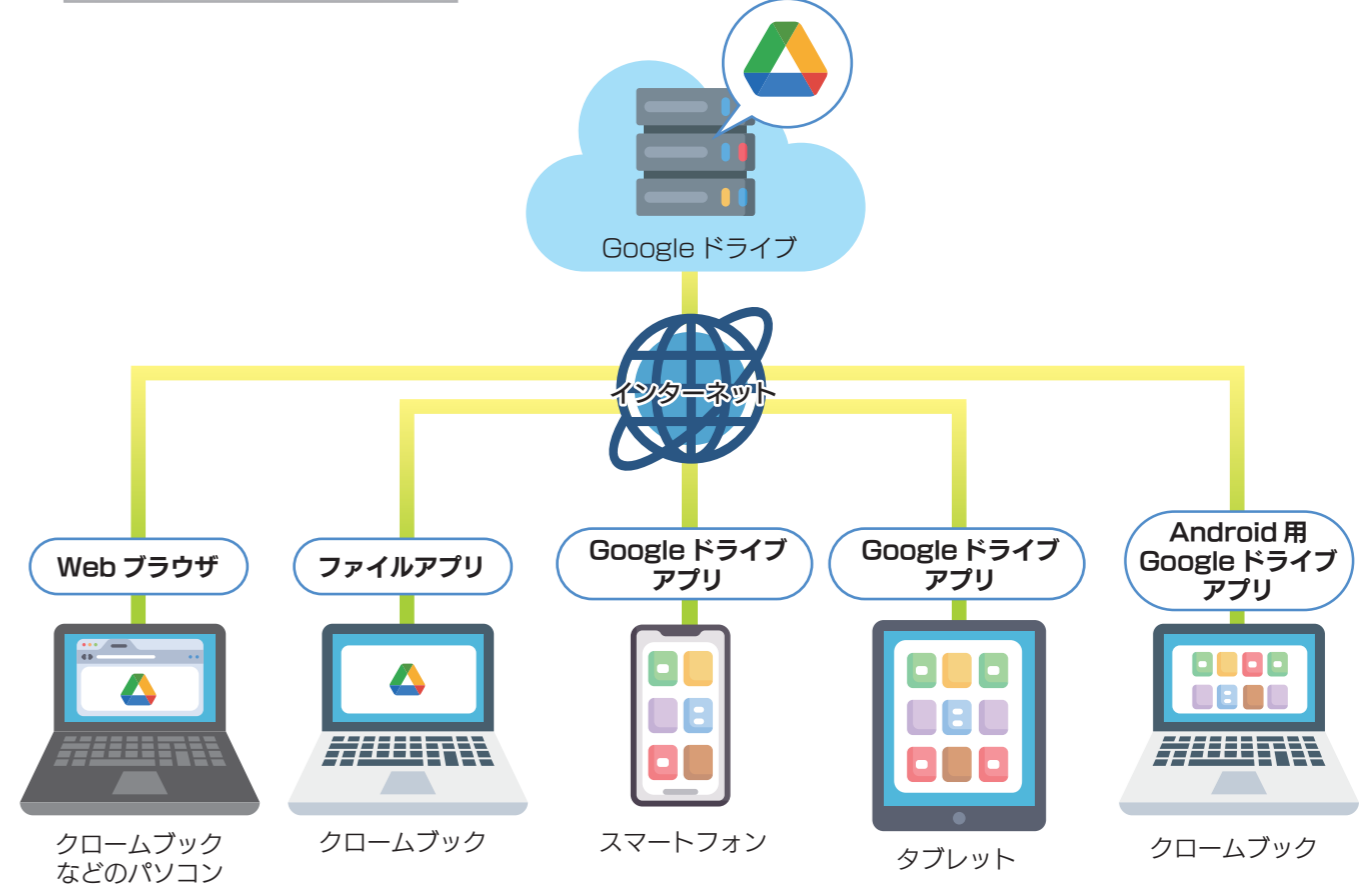 Google ドライブ
インターネット
Web ブラウザ
ファイルアプリ
Google ドライブ
アプリ
Google ドライブ
アプリ
Android 用
Google ドライブ
アプリ
クロームブック
などのパソコン
クロームブック
スマートフォン
タブレット
クロームブック